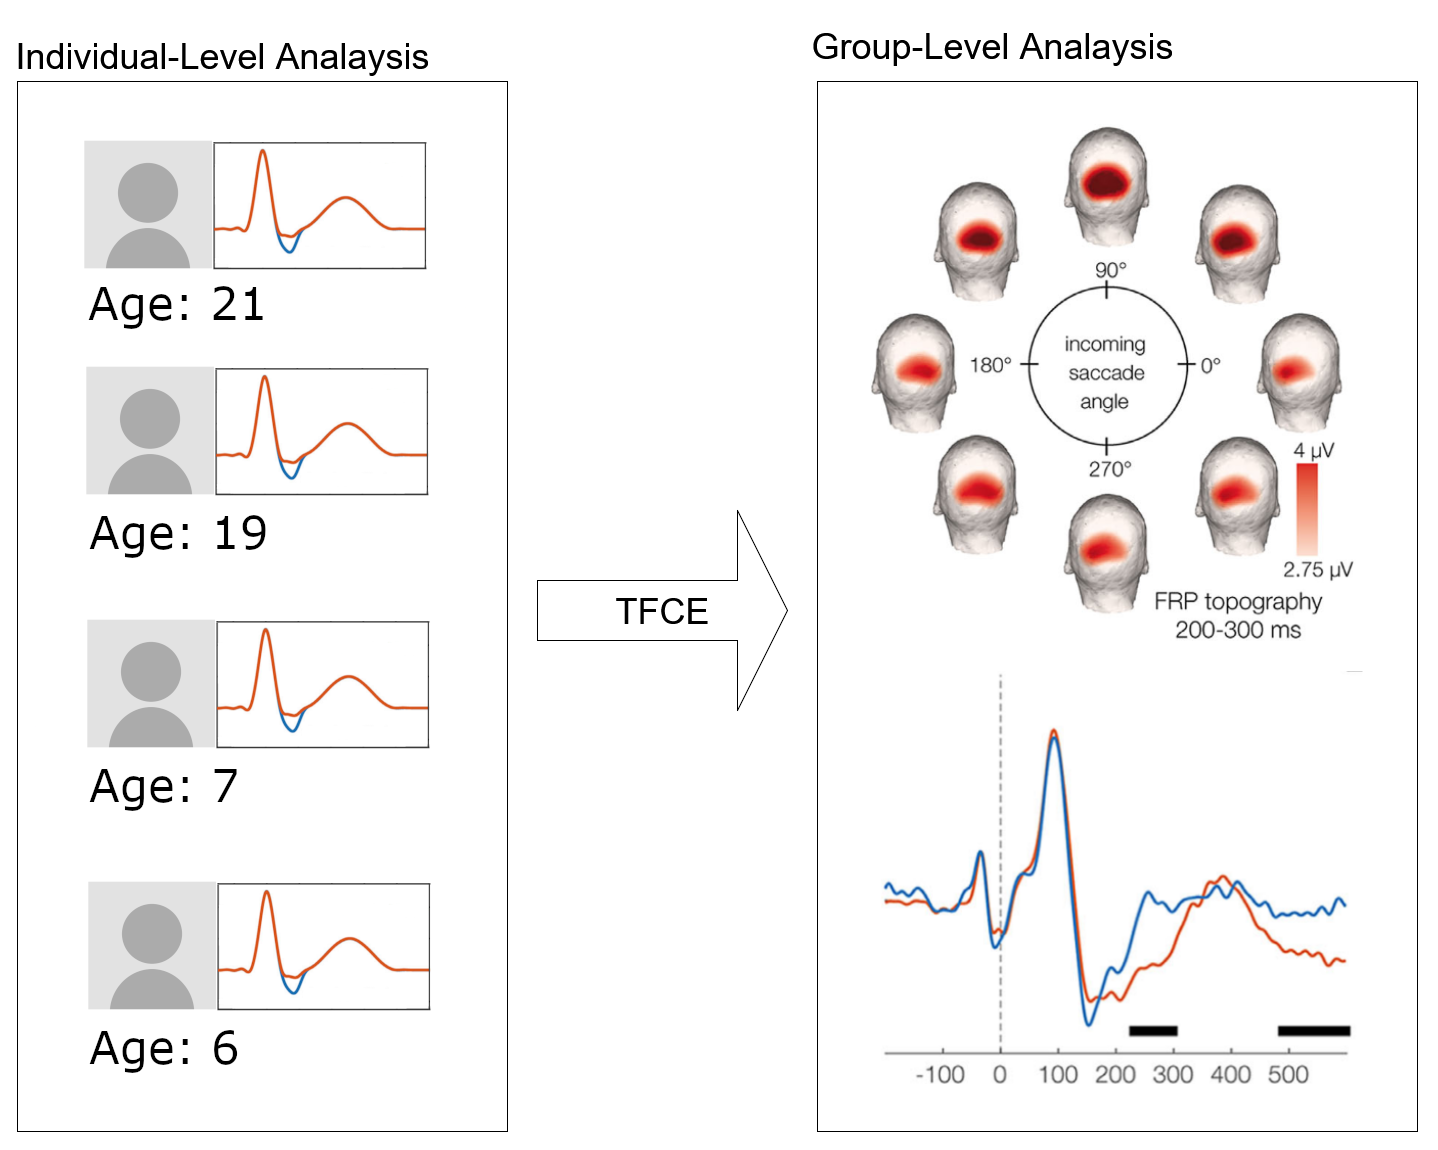 Individual-Level Analaysis
Age: 21
Age: 19
Age: 7
Age: 6
TFCE
Group-Level Analaysis
90°
incoming
saccade
angle
180°
0°
270°
4 µV
2.75 µV
FRP topography
200-300 ms
-100 0 100 200 300 400 500